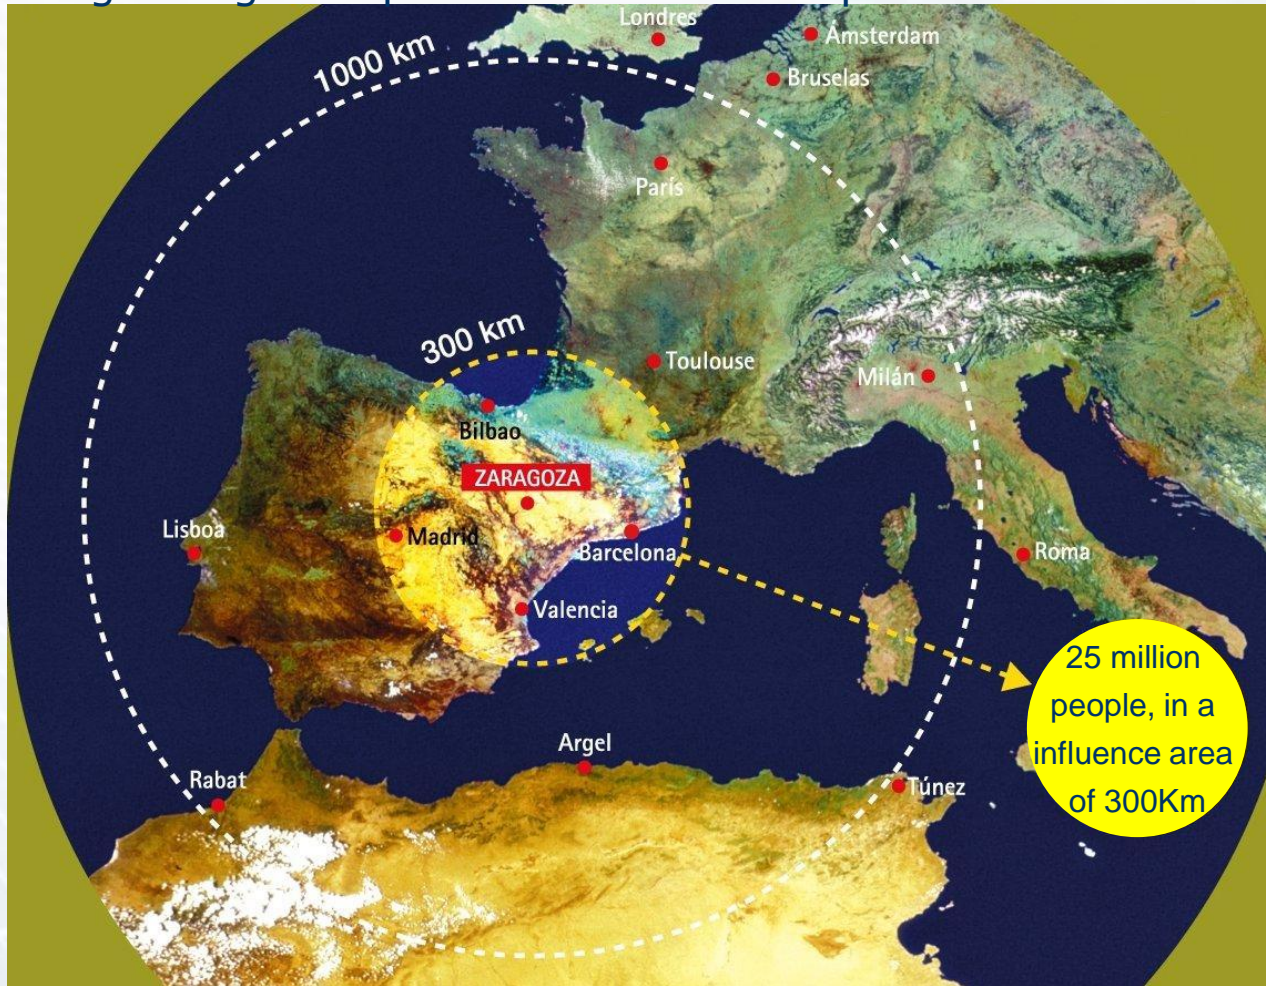 Londres
Ámsterdam
1000 km
Bruselas
París
300 km
Toulouse
Milán
Bilbao
ZARAGOZA
Lisboa
Madrid
Barcelona
Roma
Valencia
25 million
people, in a
influence area
of 300Km
Argel
Rabat
Túnez